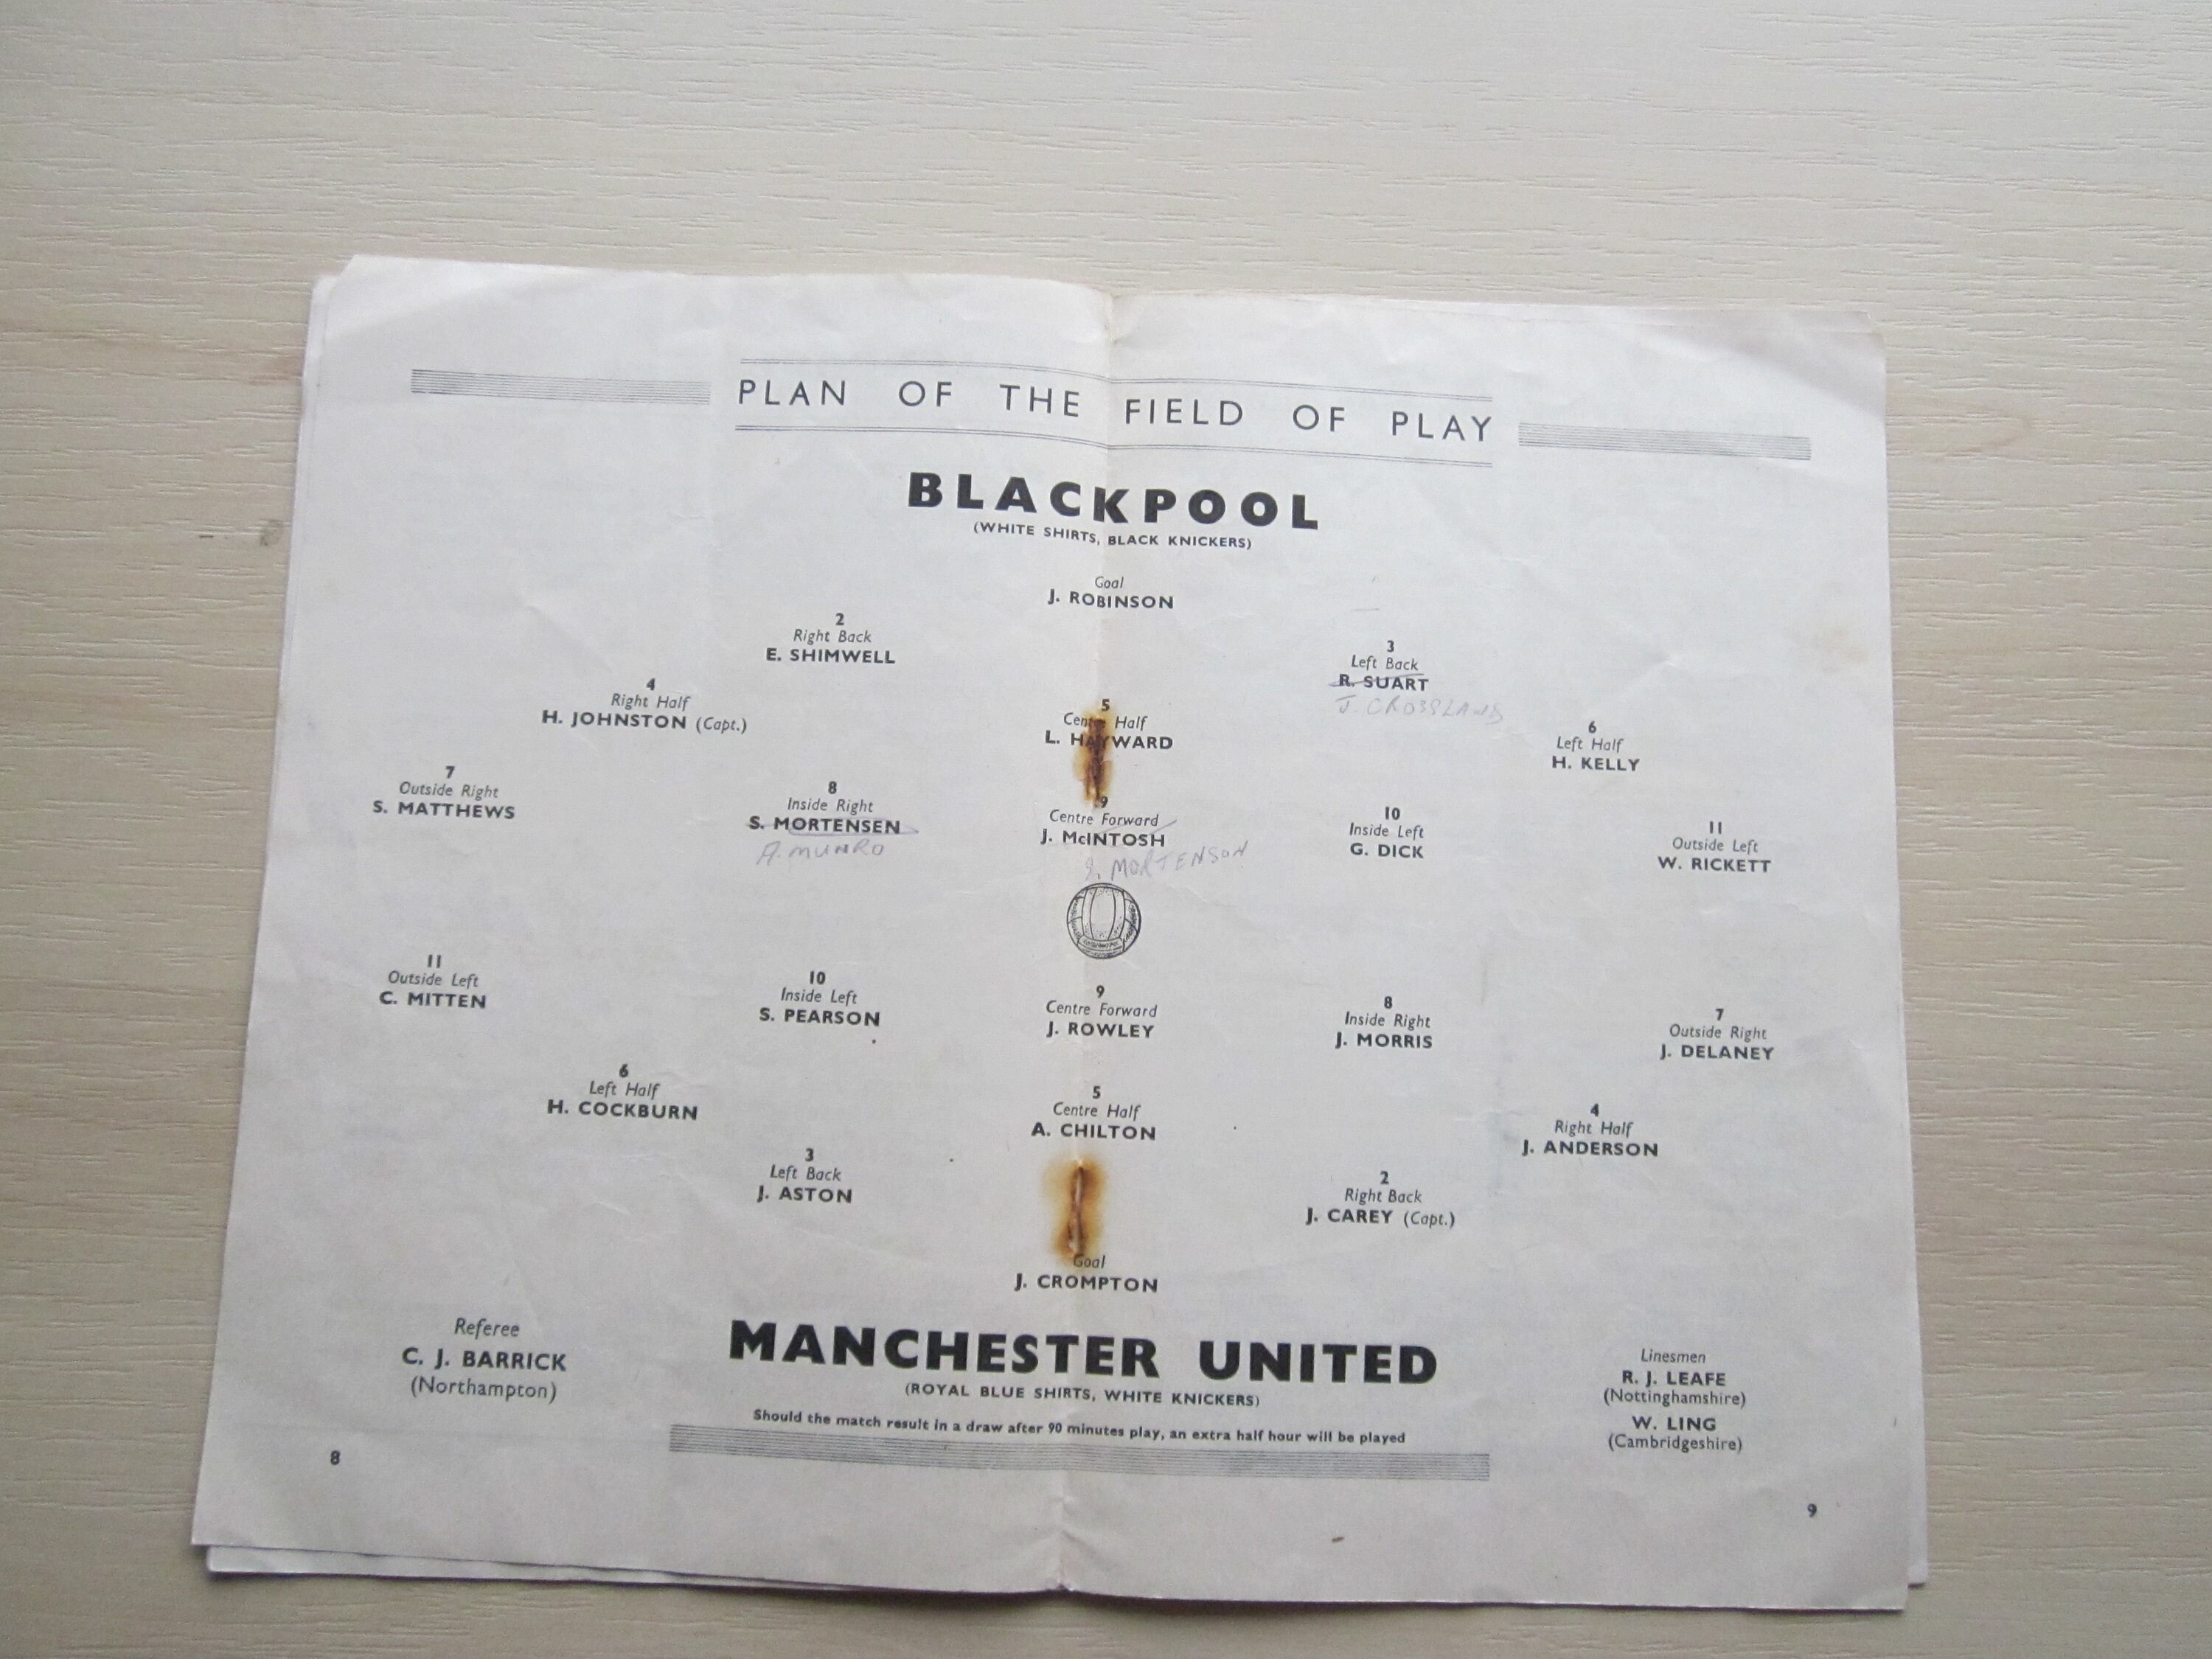 PLAN OF THE FIELD OF PLAY
BLACKPOOL
(WHITE SHIRTS, BLACK KNICKERS)
Goal
J. ROBINSON
2
Right Back
E. SHIMWELL
3
Left Back
R. SUART
J. CROSSLAND
4
Right Half
H. JOHNSTON (Capt.)
5
Centre Half
L. HAYWARD
6
Left Half
H. KELLY
7
Outside Right
S. MATTHEWS
8
Inside Right
S. MORTENSEN
A. MUNRO
9
Centre Forward
J. McINTOSH
S. MORTENSON
10
Inside Left
G. DICK
11
Outside Left
W. RICKETT
11
Outside Left
C. MITTEN
10
Inside Left
S. PEARSON
9
Centre Forward
J. ROWLEY
8
Inside Right
J. MORRIS
7
Outside Right
J. DELANEY
6
Left Half
H. COCKBURN
5
Centre Half
A. CHILTON
4
Right Half
J. ANDERSON
3
Left Back
J. ASTON
2
Right Back
J. CAREY (Capt.)
Goal
J. CROMPTON
Referee
C. J. BARRICK
(Northampton)
MANCHESTER UNITED
(ROYAL BLUE SHIRTS, WHITE KNICKERS)
Should the match result in a draw after 90 minutes play, an extra half hour will be played
Linesmen
R. J. LEAFE
(Nottinghamshire)
W. LING
(Cambridgeshire)
8
9